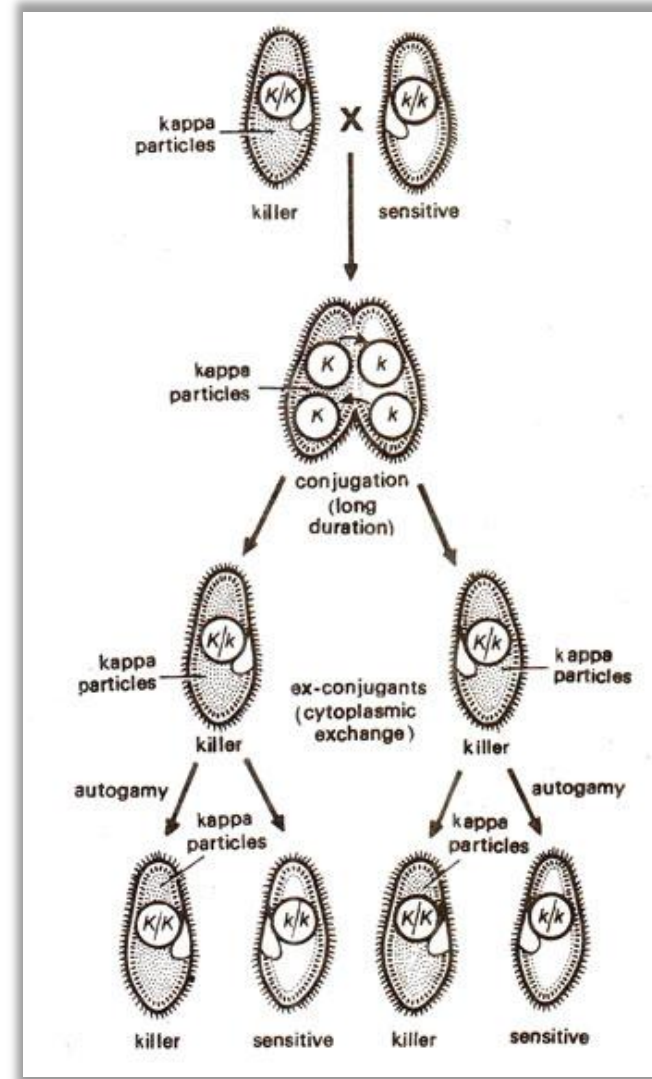 K/K
X
k/k
kappa
particles
killer
sensitive
kappa
particles
K
k
K
k
conjugation
(long
duration)
K/k
K/k
kappa
particles
kappa
particles
ex-conjugants
(cytoplasmic
exchange)
killer
killer
autogamy
autogamy
kappa
particles
kappa
particles
K/K
k/k
K/K
k/k
killer
sensitive
killer
sensitive